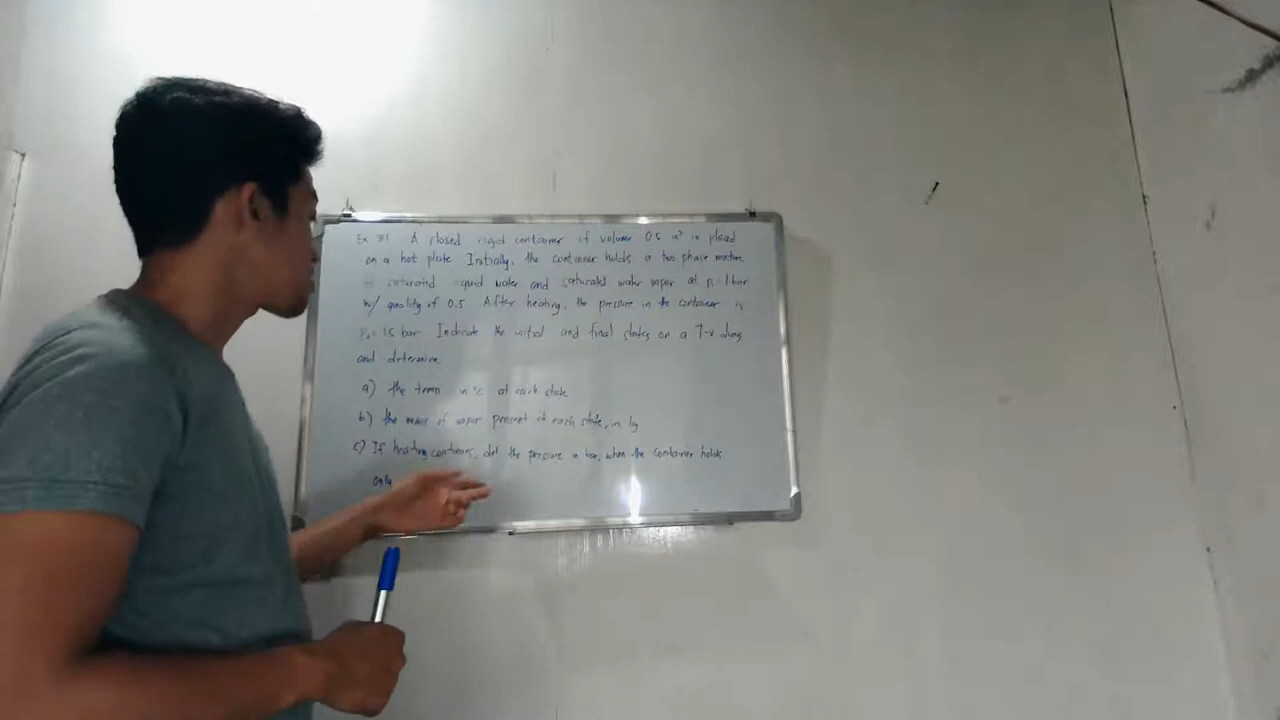 Ex 3.1 A closed rigid container of volume 0.5 m³ is placed
on a hot plate Initially, the container holds a two phase mixture
of saturated liquid water and saturated water vapor at p₁ 1 bar
w/ quality of 0.5 After heating, the pressure in the container is
p₂ = 1.5 bar Indicate the initial and final states on a T-v diag
and determine
a) the temp in °C at each state
b) the mass of vapor present at each state, in kg
c) If heating continues, det the pressure in bar, when the container holds
only